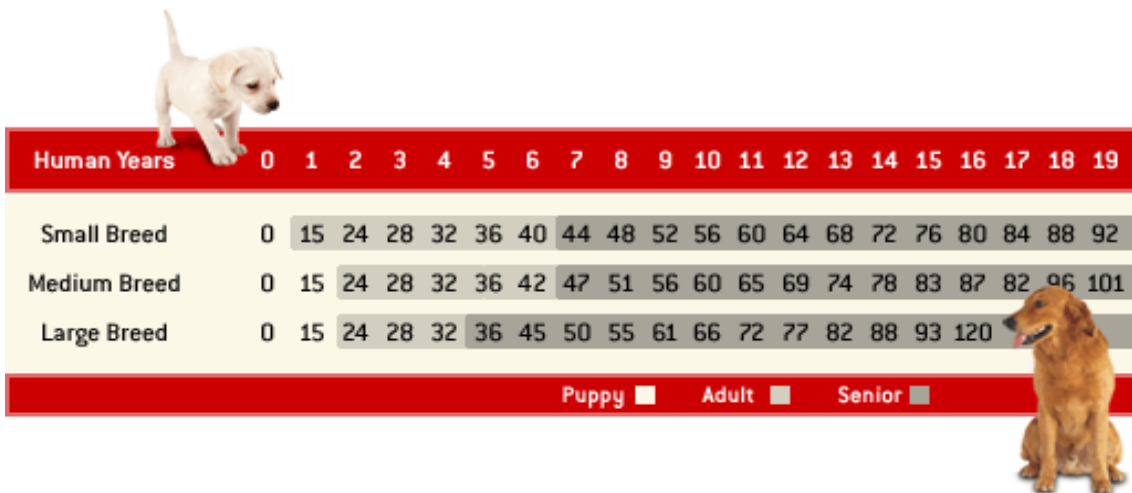 Human Years 0 1 2 3 4 5 6 7 8 9 10 11 12 13 14 15 16 17 18 19
Small Breed 0 15 24 28 32 36 40 44 48 52 56 60 64 68 72 76 80 84 88 92
Medium Breed 0 15 24 28 32 36 42 47 51 56 60 65 69 74 78 83 87 82 96 101
Large Breed 0 15 24 28 32 36 45 50 55 61 66 72 77 82 88 93 120
Puppy Adult Senior